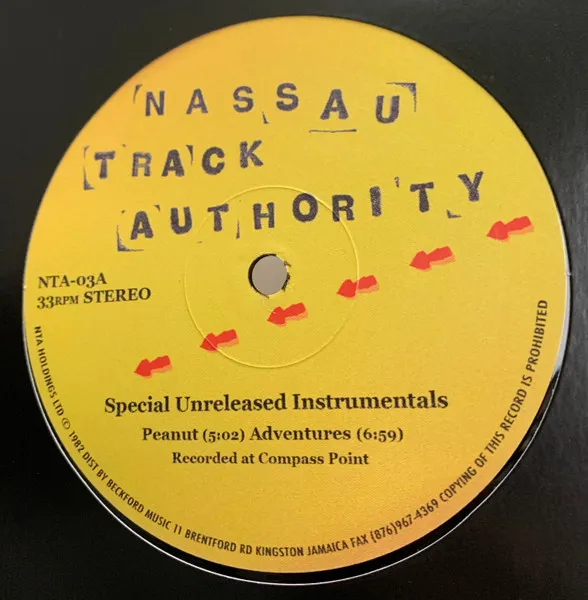 NASSAU
TRACK
AUTHORITY
NTA-03A
33RPM STEREO
Special Unreleased Instrumentals
Peanut (5:02) Adventures (6:59)
Recorded at Compass Point
NTA HOLDINGS LTD © 1982 DIST BY BECKFORD MUSIC 11 BRENTFORD RD KINGSTON JAMAICA FAX (876)967-4369 COPYING OF THIS RECORD IS PROHIBITED